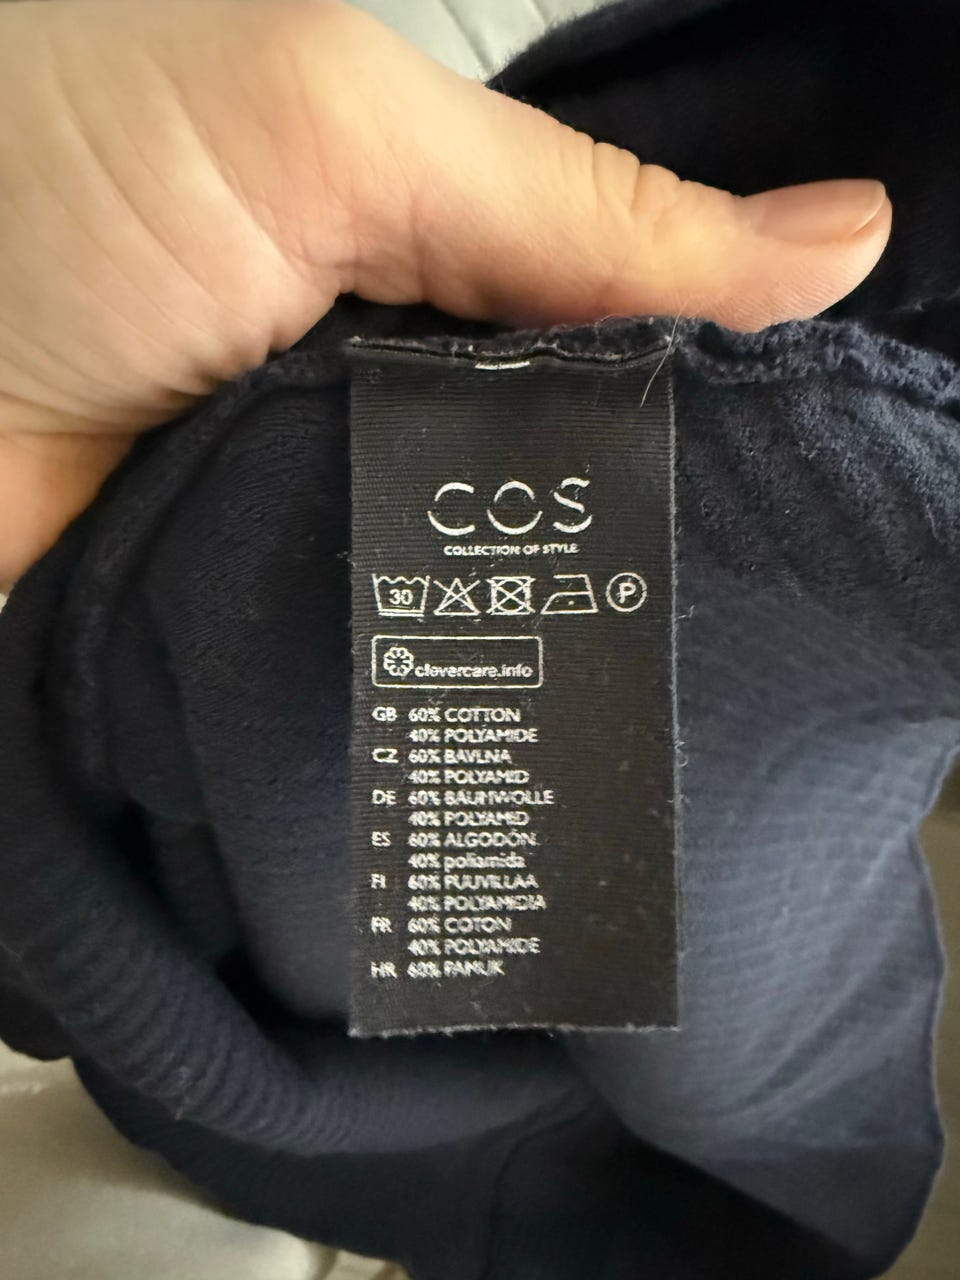 COS
COLLECTION OF STYLE
30 P
clevercare.info
GB 60% COTTON
40% POLYAMIDE
CZ 60% BAVLNA
40% POLYAMID
DE 60% BAUMWOLLE
40% POLYAMID
ES 60% ALGODÓN
40% poliamida
FI 60% PUUVILLAA
40% POLYAMIDIA
FR 60% COTON
40% POLYAMIDE
HR 60% PAMUK